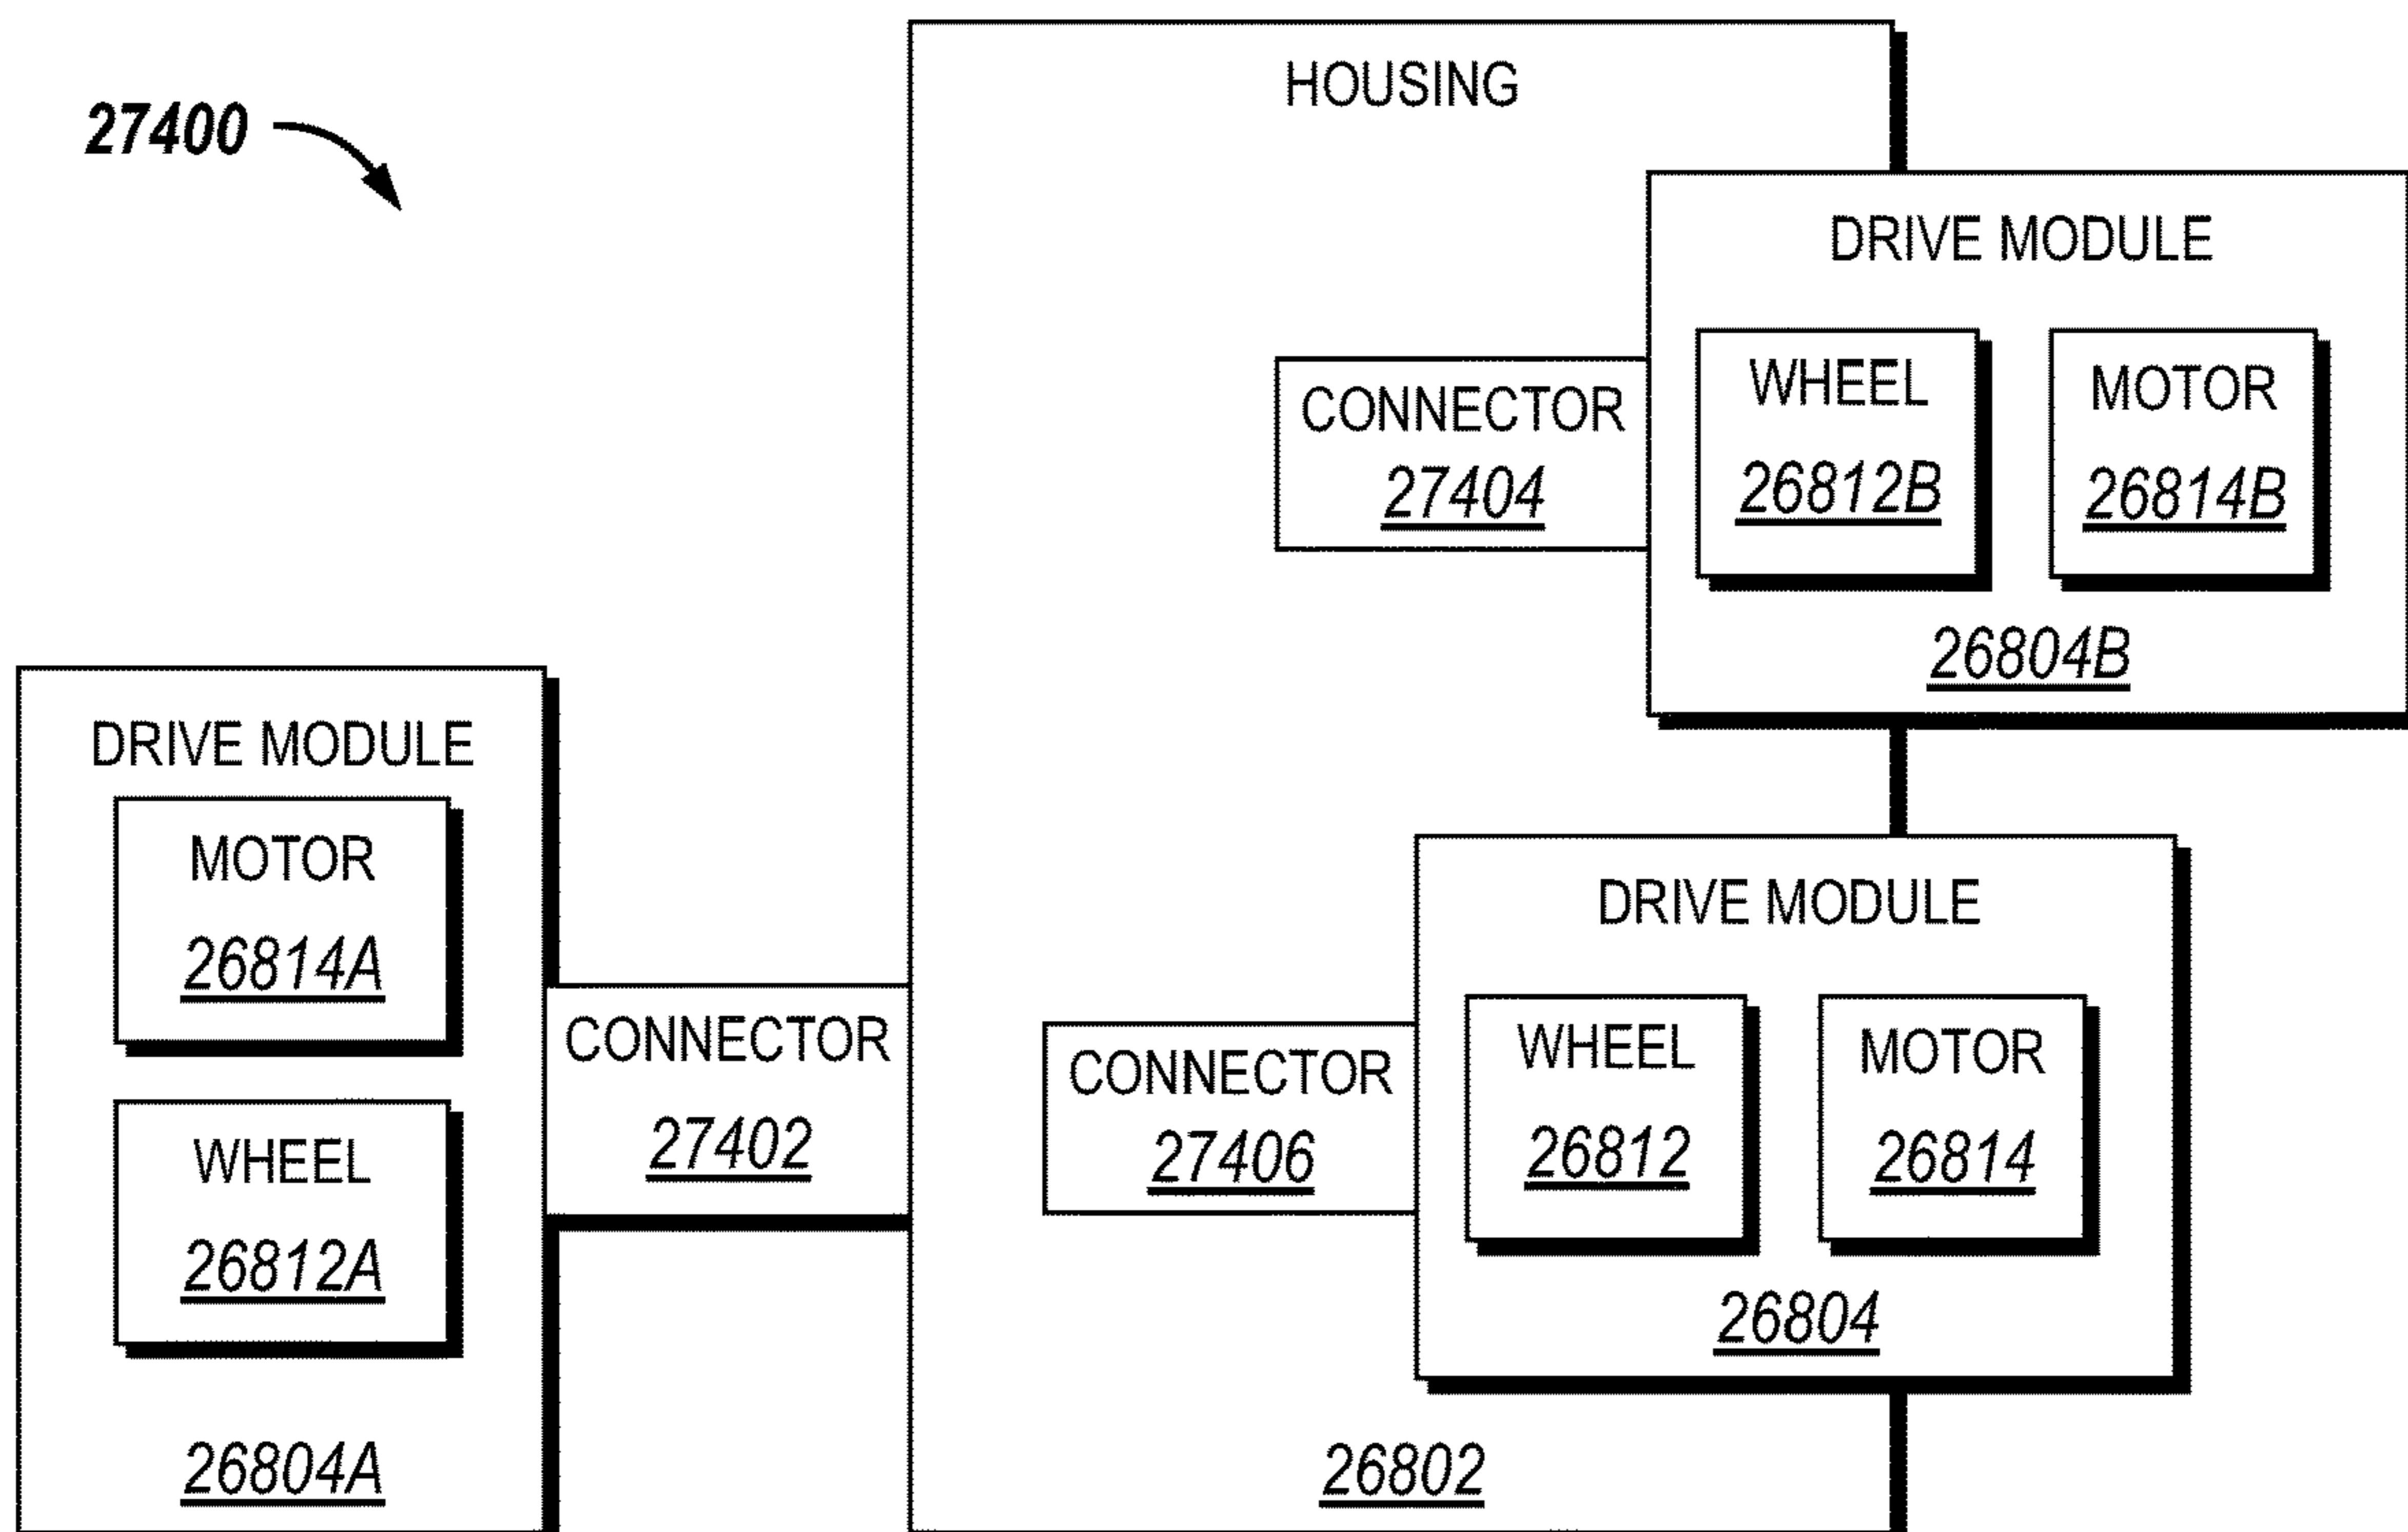 27400
HOUSING
DRIVE MODULE
WHEEL
26812B
MOTOR
26814B
26804B
CONNECTOR
27404
DRIVE MODULE
MOTOR
26814A
WHEEL
26812A
26804A
CONNECTOR
27402
CONNECTOR
27406
DRIVE MODULE
WHEEL
26812
MOTOR
26814
26804
26802